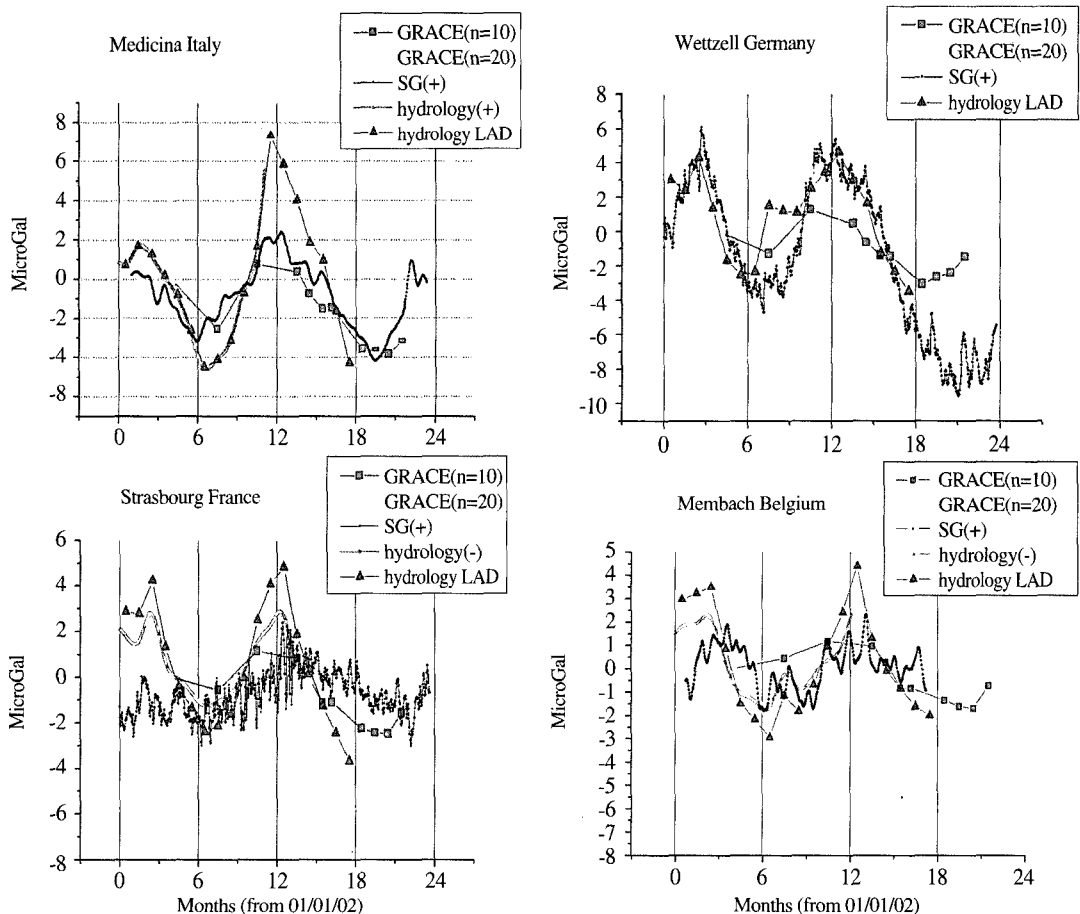 Medicina Italy
GRACE(n=10)
GRACE(n=20)
SG(+)
hydrology(+)
hydrology LAD
MicroGal
8
6
4
2
0
-2
-4
-6
-8
0 6 12 18 24
Wettzell Germany
GRACE(n=10)
GRACE(n=20)
SG(+)
hydrology LAD
MicroGal
8
6
4
2
0
-2
-4
-6
-8
-10
0 6 12 18 24
Strasbourg France
GRACE(n=10)
GRACE(n=20)
SG(+)
hydrology(-)
hydrology LAD
MicroGal
6
4
2
0
-2
-4
-6
-8
0 6 12 18 24
Months (from 01/01/02)
Membach Belgium
GRACE(n=10)
GRACE(n=20)
SG(+)
hydrology(-)
hydrology LAD
MicroGal
5
4
3
2
1
0
-1
-2
-3
-4
-5
-6
-7
-8
0 6 12 18 24
Months (from 01/01/02)